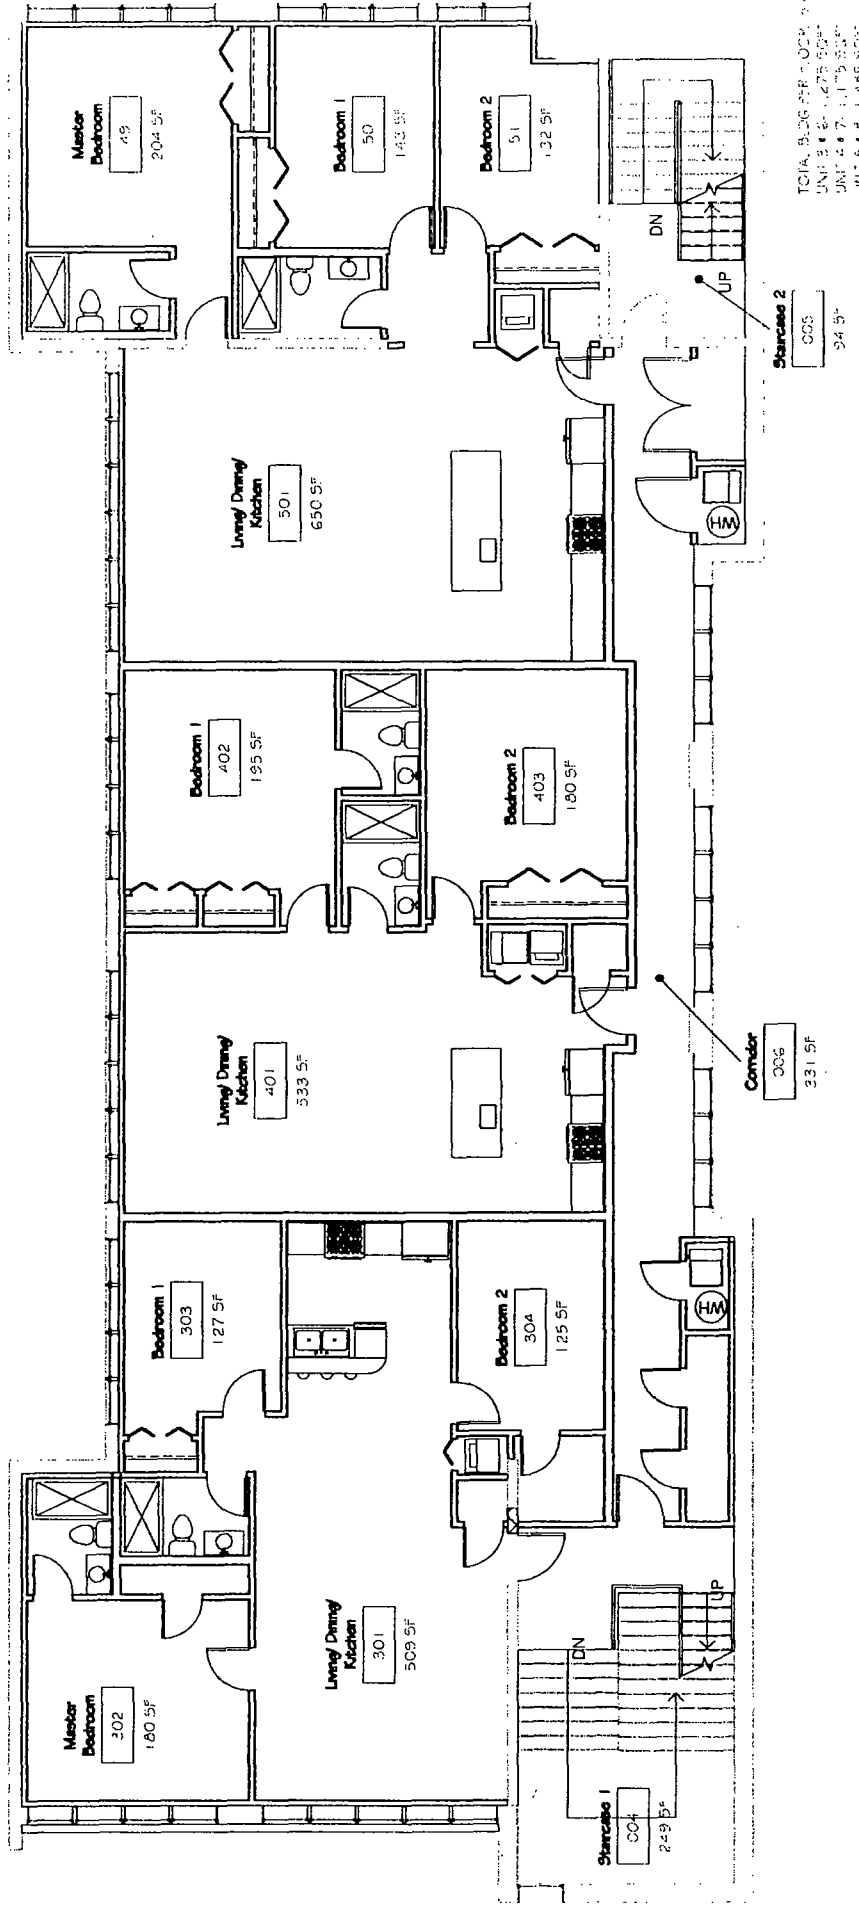 Master
Bedroom
302
180 SF
Bedroom 1
303
127 SF
Bedroom 1
402
195 SF
Master
Bedroom
49
204 SF
Bedroom 1
50
143 SF
Bedroom 2
51
132 SF
Living/ Dining/
Kitchen
301
509 SF
Bedroom 2
304
125 SF
Living/ Dining/
Kitchen
401
533 SF
Bedroom 2
403
180 SF
Living/ Dining/
Kitchen
501
650 SF
Staircase 1
004
249 SF
DN
UP
WH
Corridor
006
331 SF
WH
DN
UP
Staircase 2
005
94 SF